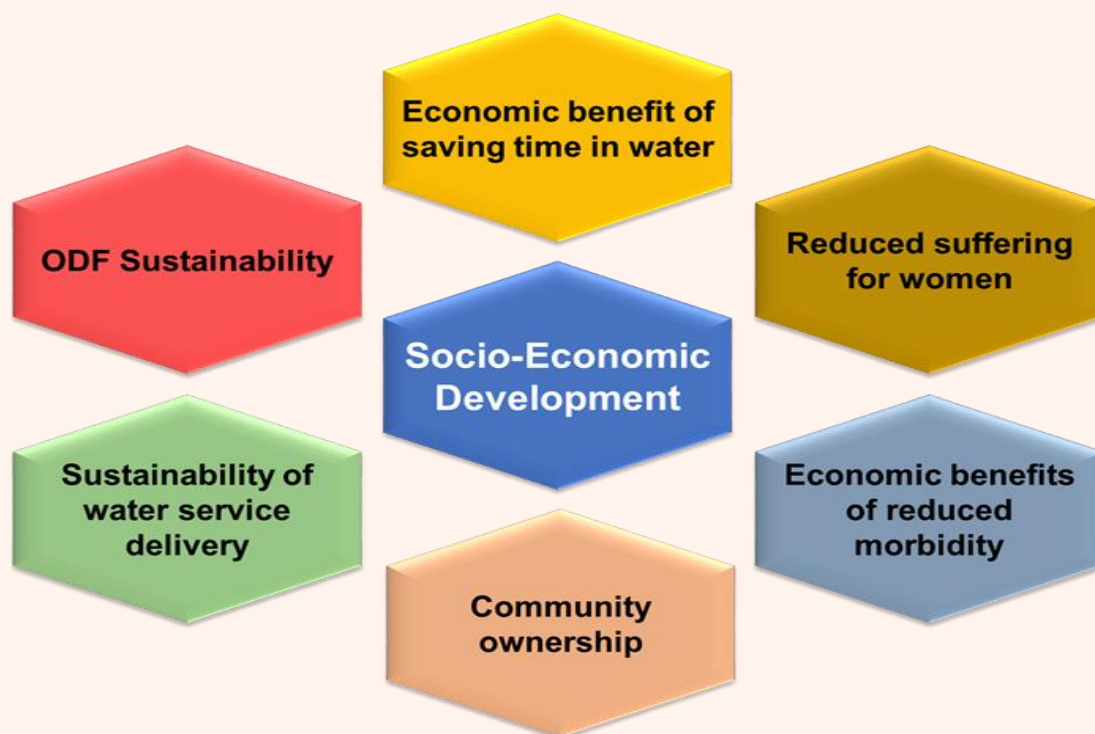 Economic benefit of
saving time in water
ODF Sustainability
Reduced suffering
for women
Socio-Economic
Development
Sustainability of
water service
delivery
Economic benefits
of reduced
morbidity
Community
ownership